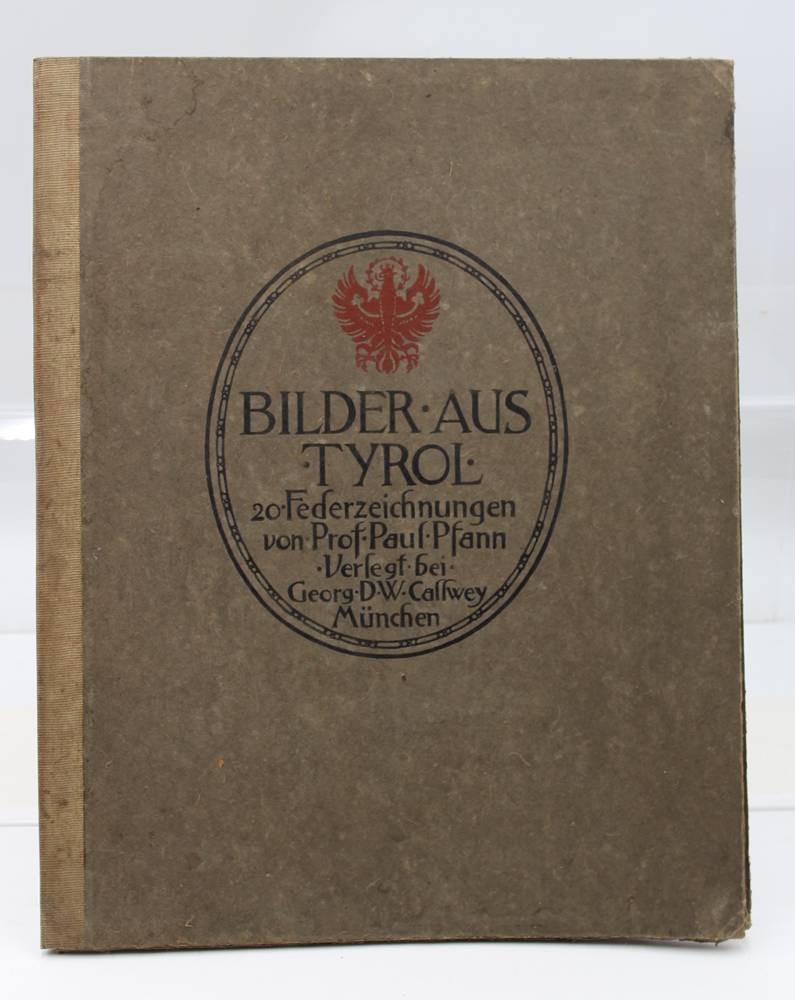 BILDER·AUS
·TYROL·
20·Federzeichnungen
von·Prof·Paul·Pfann
·Verlegt·bei·
Georg·D·W·Callwey
München